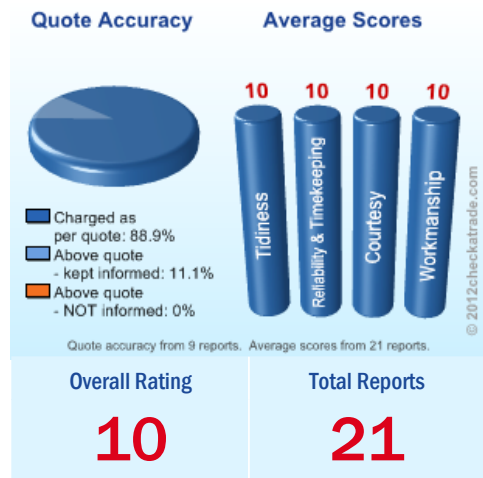 Quote Accuracy
Average Scores
10
10
10
10
Tidiness
Reliability & Timekeeping
Courtesy
Workmanship
Charged as
per quote: 88.9%
Above quote
- kept informed: 11.1%
Above quote
- NOT informed: 0%
© 2012checkatrade.com
Quote accuracy from 9 reports. Average scores from 21 reports.
Overall Rating
10
Total Reports
21